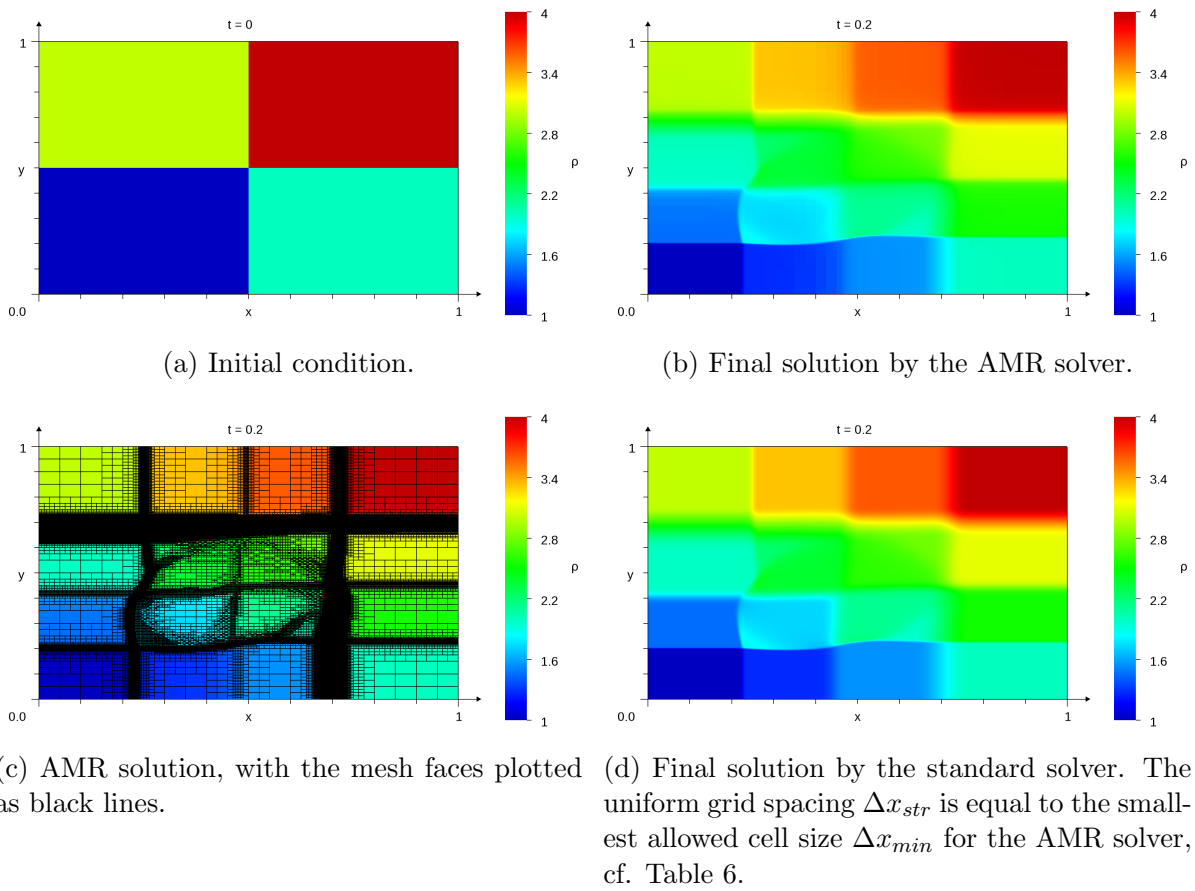 t = 0
4
1
3.4
2.8
y
ρ
2.2
1.6
0.0
x
1
1
(a) Initial condition.
t = 0.2
4
1
3.4
2.8
y
ρ
2.2
1.6
0.0
x
1
1
(b) Final solution by the AMR solver.
t = 0.2
4
1
3.4
2.8
y
ρ
2.2
1.6
0.0
x
1
1
(c) AMR solution, with the mesh faces plotted
as black lines.
t = 0.2
4
1
3.4
2.8
y
ρ
2.2
1.6
0.0
x
1
1
(d) Final solution by the standard solver. The
uniform grid spacing Δx_str is equal to the small-
est allowed cell size Δx_min for the AMR solver,
cf. Table 6.